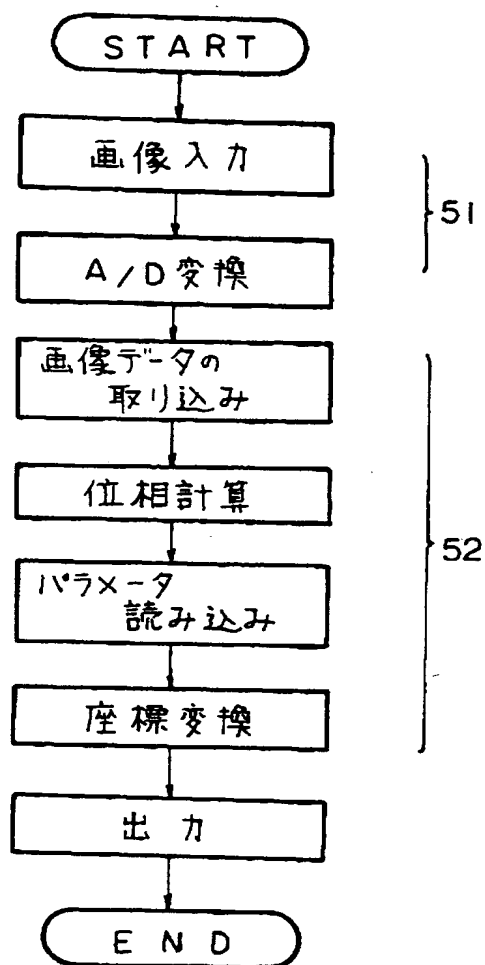 START
画像入力
51
A/D変換
画像データの
取り込み
位相計算
52
パラメータ
読み込み
座標変換
出力
END